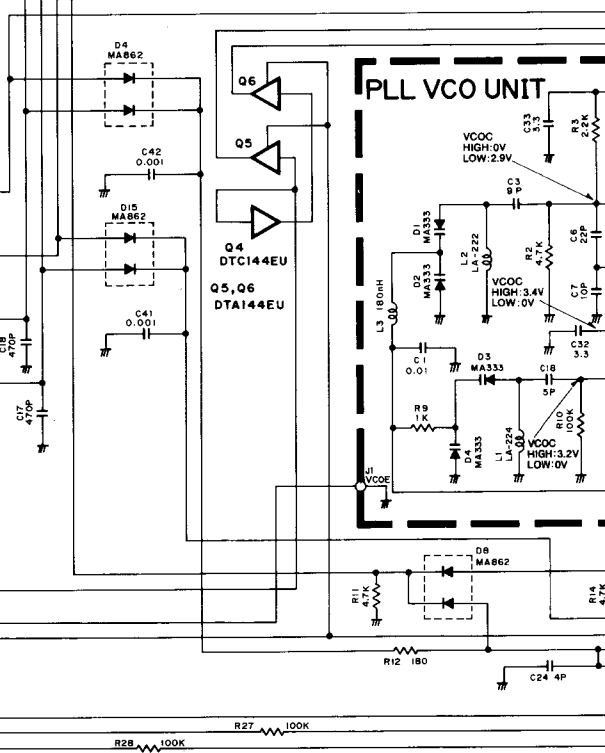 D4
MA862
Q6
PLL VCO UNIT
C33
3.3
R3
2.2K
VCOC
HIGH:0V
LOW:2.9V
Q5
C42
0.001
C3
9P
D15
MA862
D1
MA333
L2
LA-222
R2
4.7K
C6
22P
Q4
DTC144EU
D2
MA333
VCOC
HIGH:3.4V
LOW:0V
C7
10P
Q5,Q6
DTA144EU
L3 180nH
C41
0.001
C18
470P
C1
0.01
C32
3.3
D3
MA333
C18
5P
C17
470P
R9
1K
R10
100K
D4
MA333
L1
LA-224
VCOC
HIGH:3.2V
LOW:0V
J1
VCOE
D8
MA862
R11
4.7K
R14
4.7K
R12 180
C24 4P
R27 100K
R28 100K